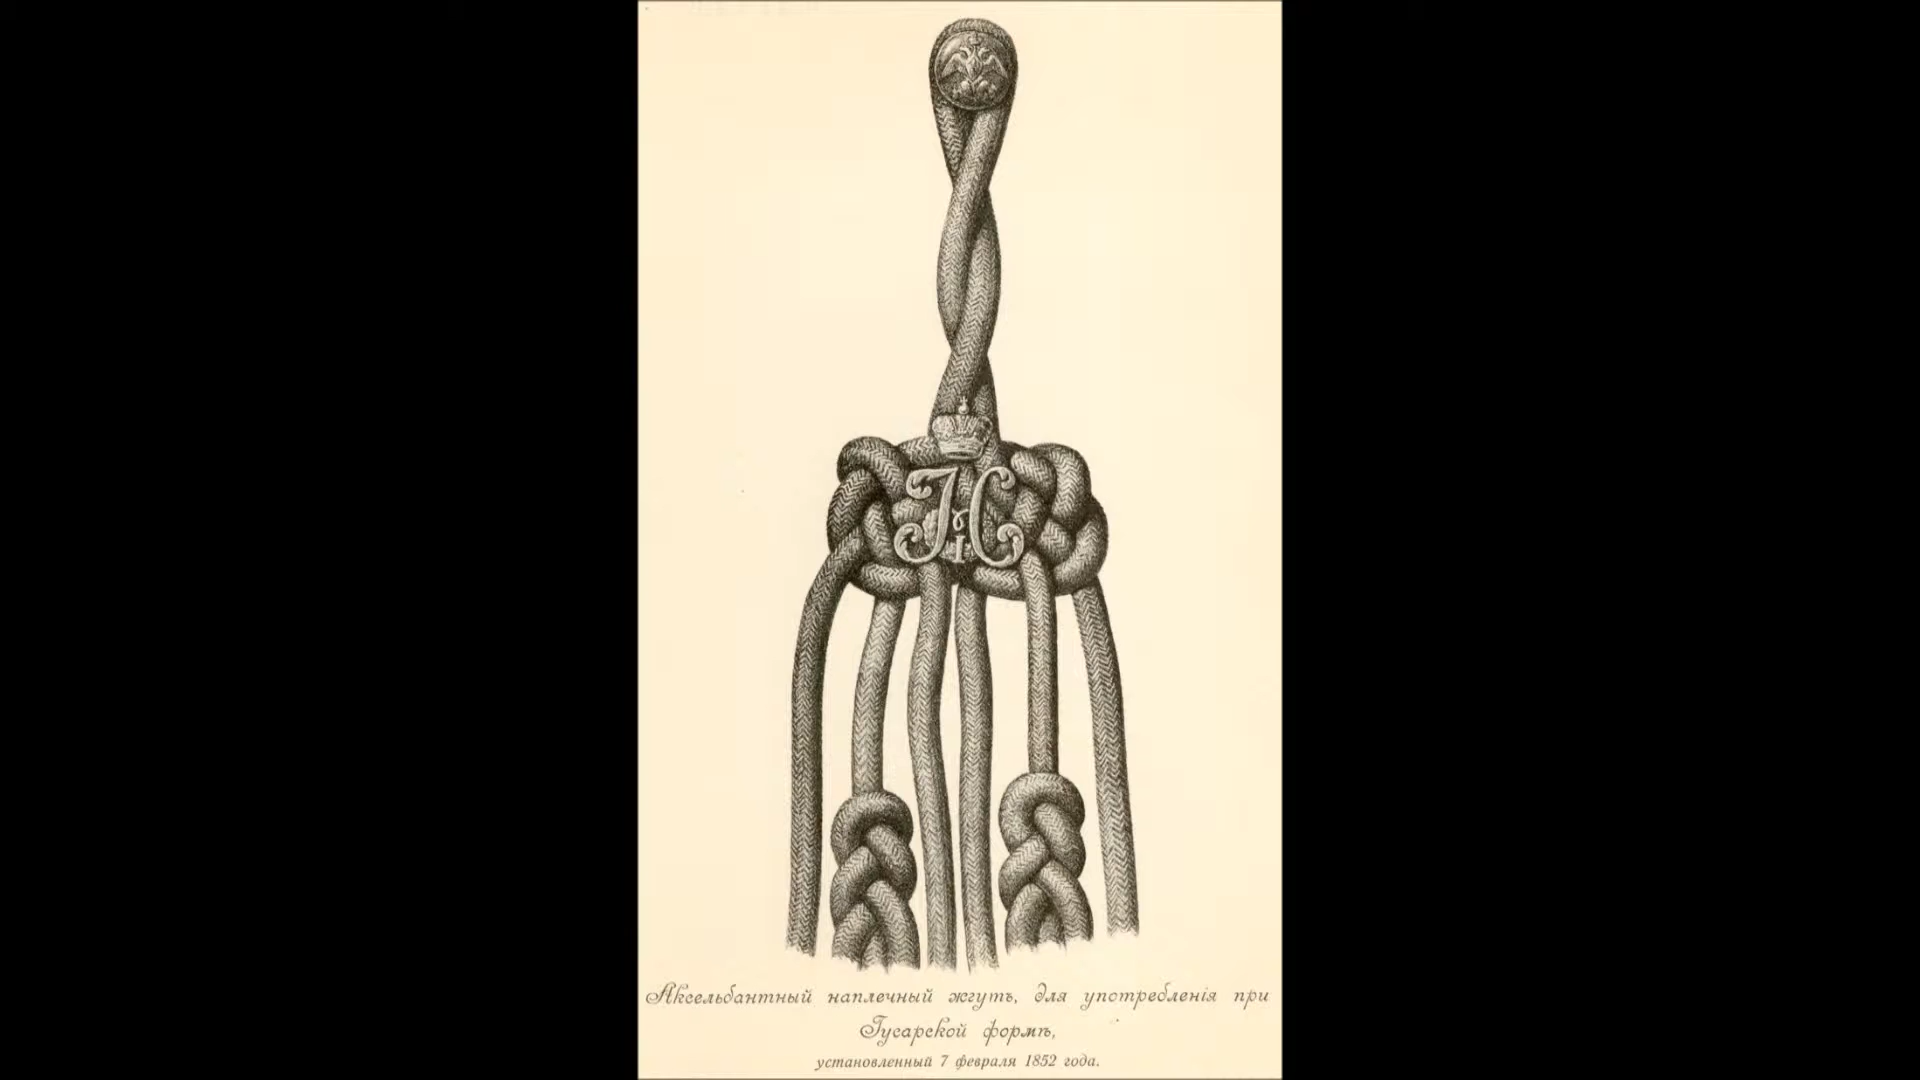 Аксельбантный наплечный жгутъ, для употребленія при
Гусарской формѣ,
установленный 7 февраля 1852 года.